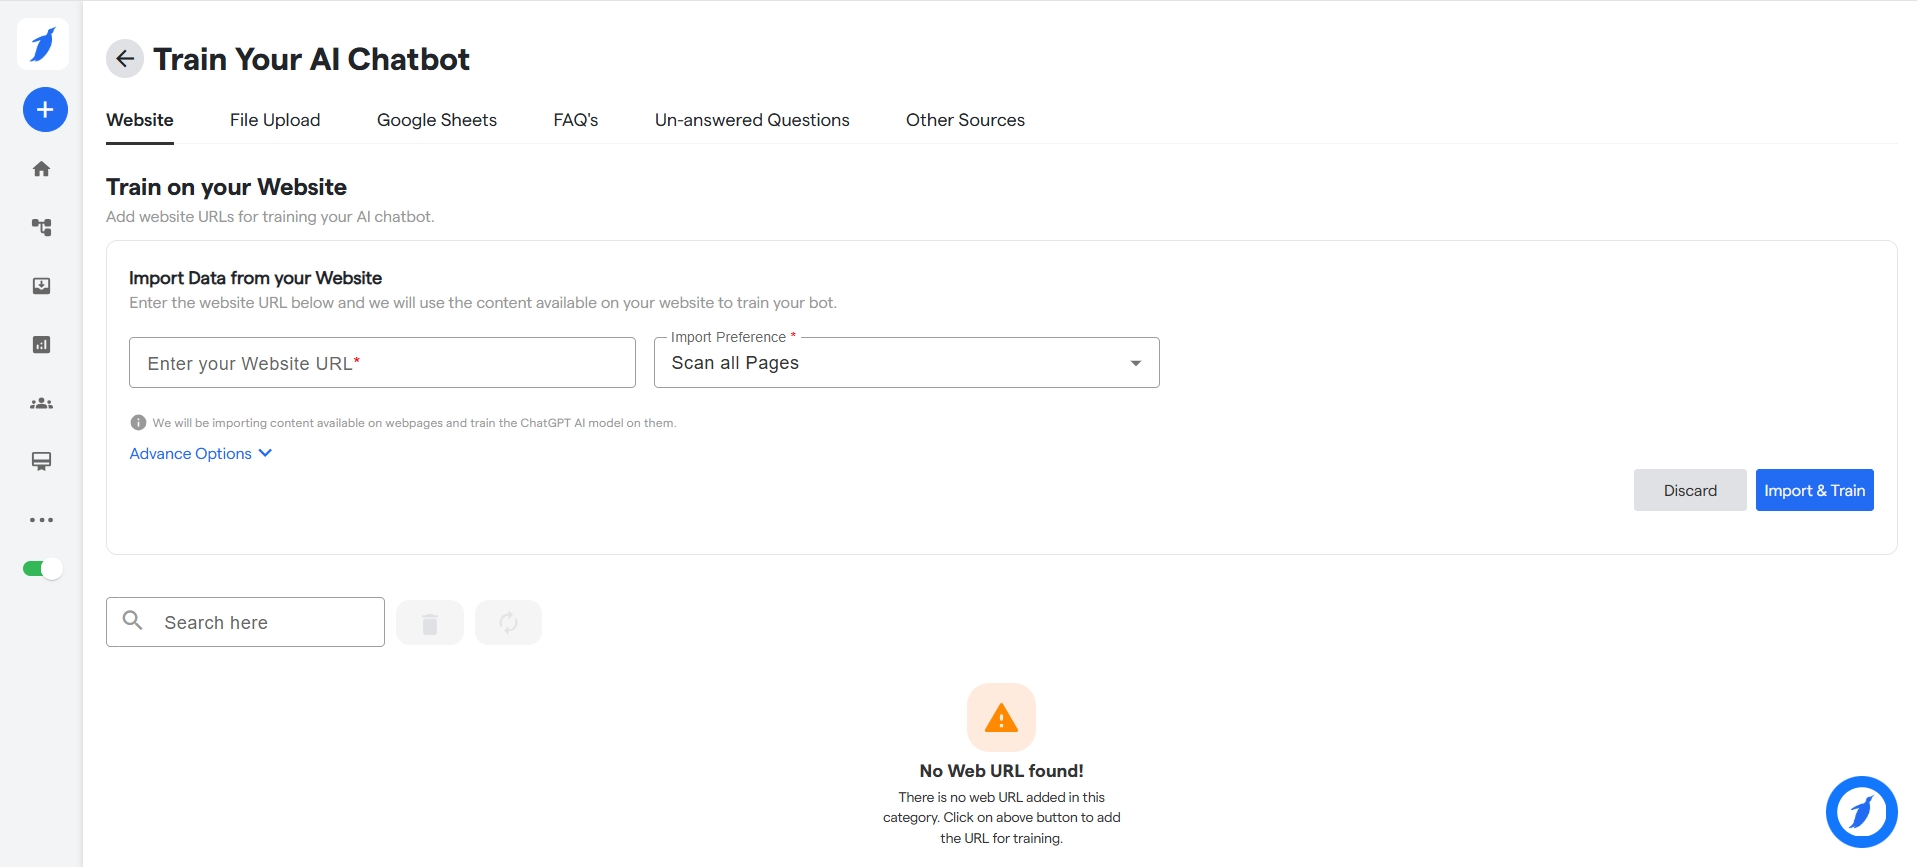 Train Your AI Chatbot
Website
File Upload
Google Sheets
FAQ's
Un-answered Questions
Other Sources
Train on your Website
Add website URLs for training your AI chatbot.
Import Data from your Website
Enter the website URL below and we will use the content available on your website to train your bot.
Enter your Website URL*
Import Preference *
Scan all Pages
We will be importing content available on webpages and train the ChatGPT AI model on them.
Advance Options
Discard
Import & Train
Search here
No Web URL found!
There is no web URL added in this
category. Click on above button to add
the URL for training.